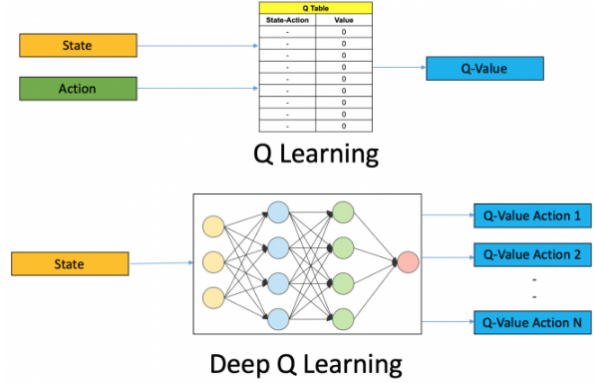 Q Table
State-Action Value
- 0
- 0
- 0
- 0
- 0
- 0
- 0
- 0
- 0
State
Action
Q-Value
Q Learning
State
Q-Value Action 1
Q-Value Action 2
-
-
Q-Value Action N
Deep Q Learning